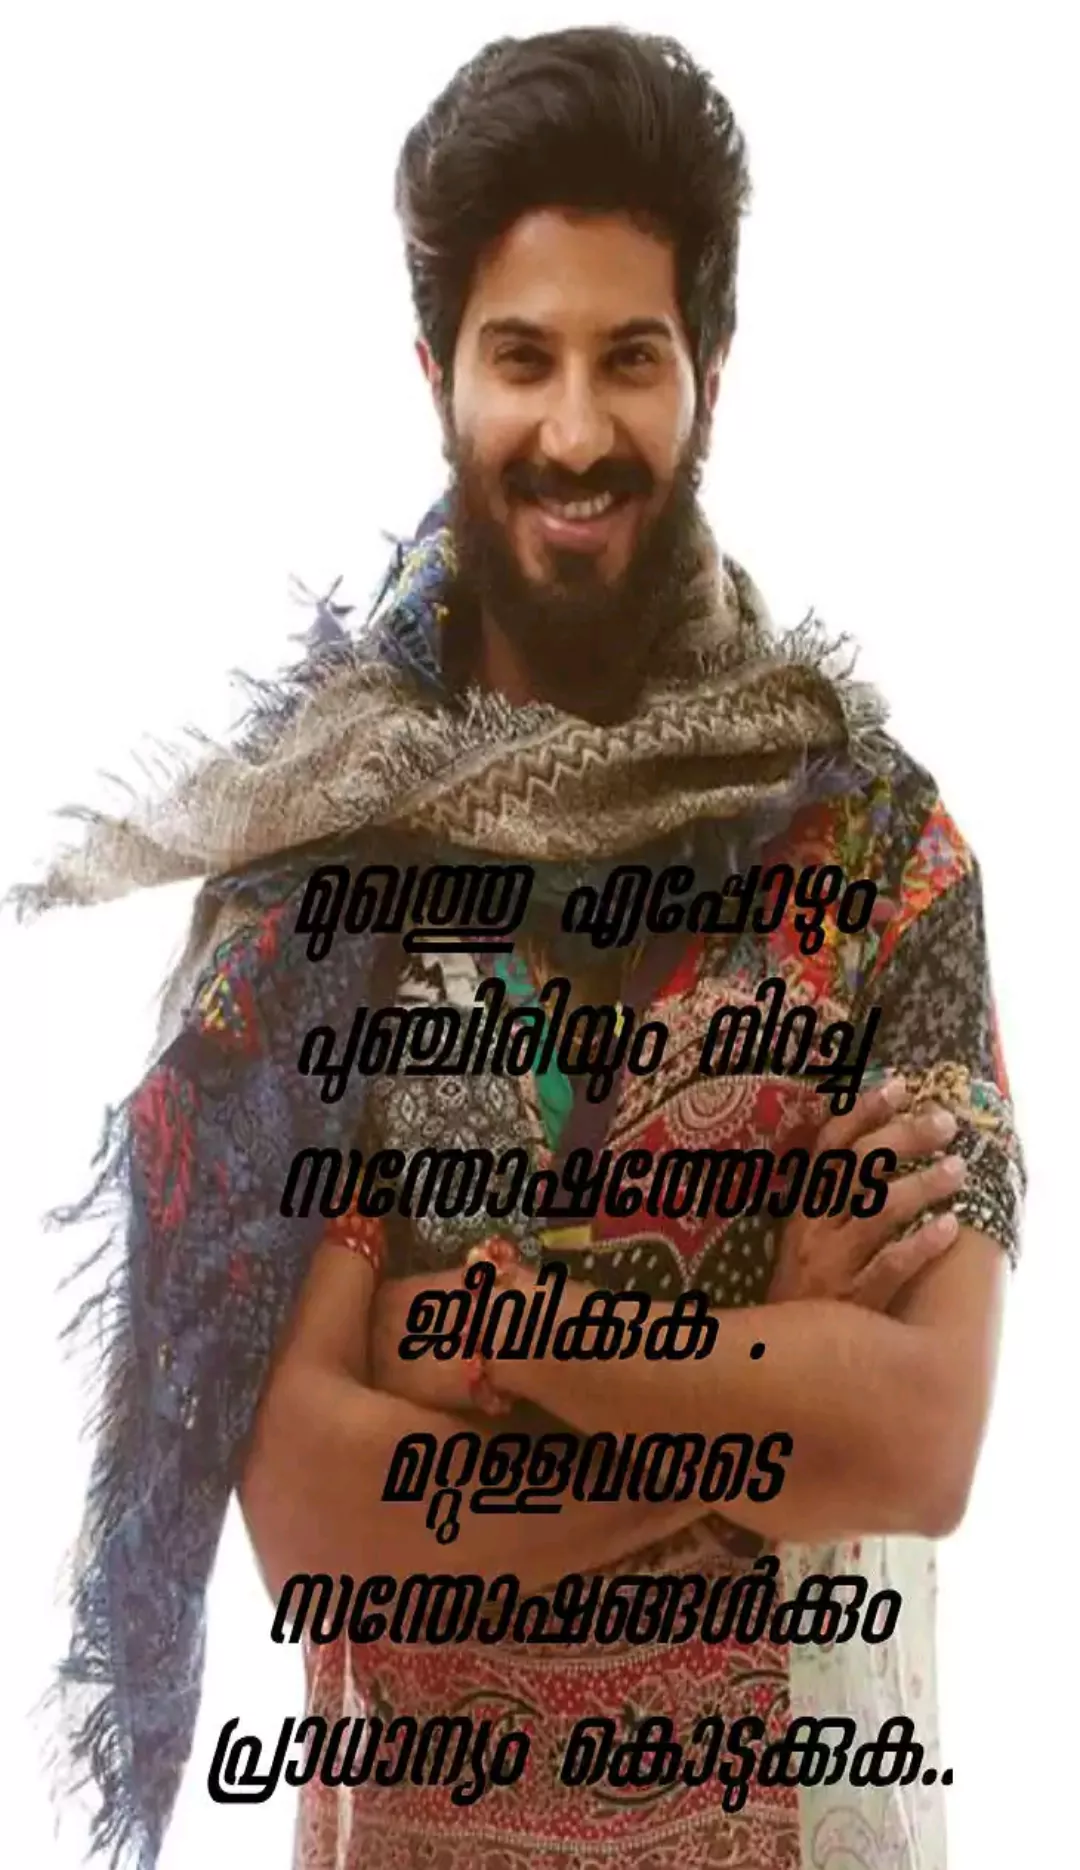 മുഖത്തു എപ്പോഴും
പുഞ്ചിരിയും നിറച്ചു
സന്തോഷത്തോടെ
ജീവിക്കുക .
മറ്റുള്ളവരുടെ
സന്തോഷങ്ങൾക്കും
പ്രാധാന്യം കൊടുക്കുക..